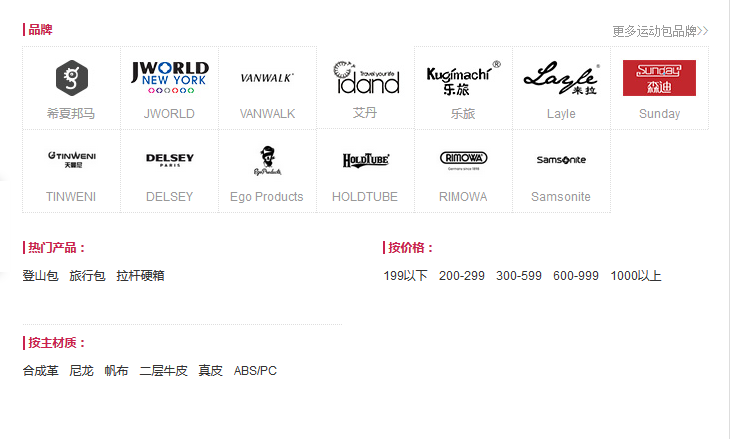 品牌
更多运动包品牌>>
JWORLD
NEW YORK
VANWALK
Travel your life
idand
Kugimachi®
乐旅
Layle®
来拉
Sunday
森迪
希夏邦马
JWORLD
VANWALK
艾丹
乐旅
Layle
Sunday
TINWENI
DELSEY
PARIS
EgoProducts
HOLDTUBE
RIMOWA
Germany since 1898
Samsonite
TINWENI
DELSEY
Ego Products
HOLDTUBE
RIMOWA
Samsonite
热门产品：
按价格：
登山包 旅行包 拉杆硬箱
199以下 200-299 300-599 600-999 1000以上
按主材质：
合成革 尼龙 帆布 二层牛皮 真皮 ABS/PC